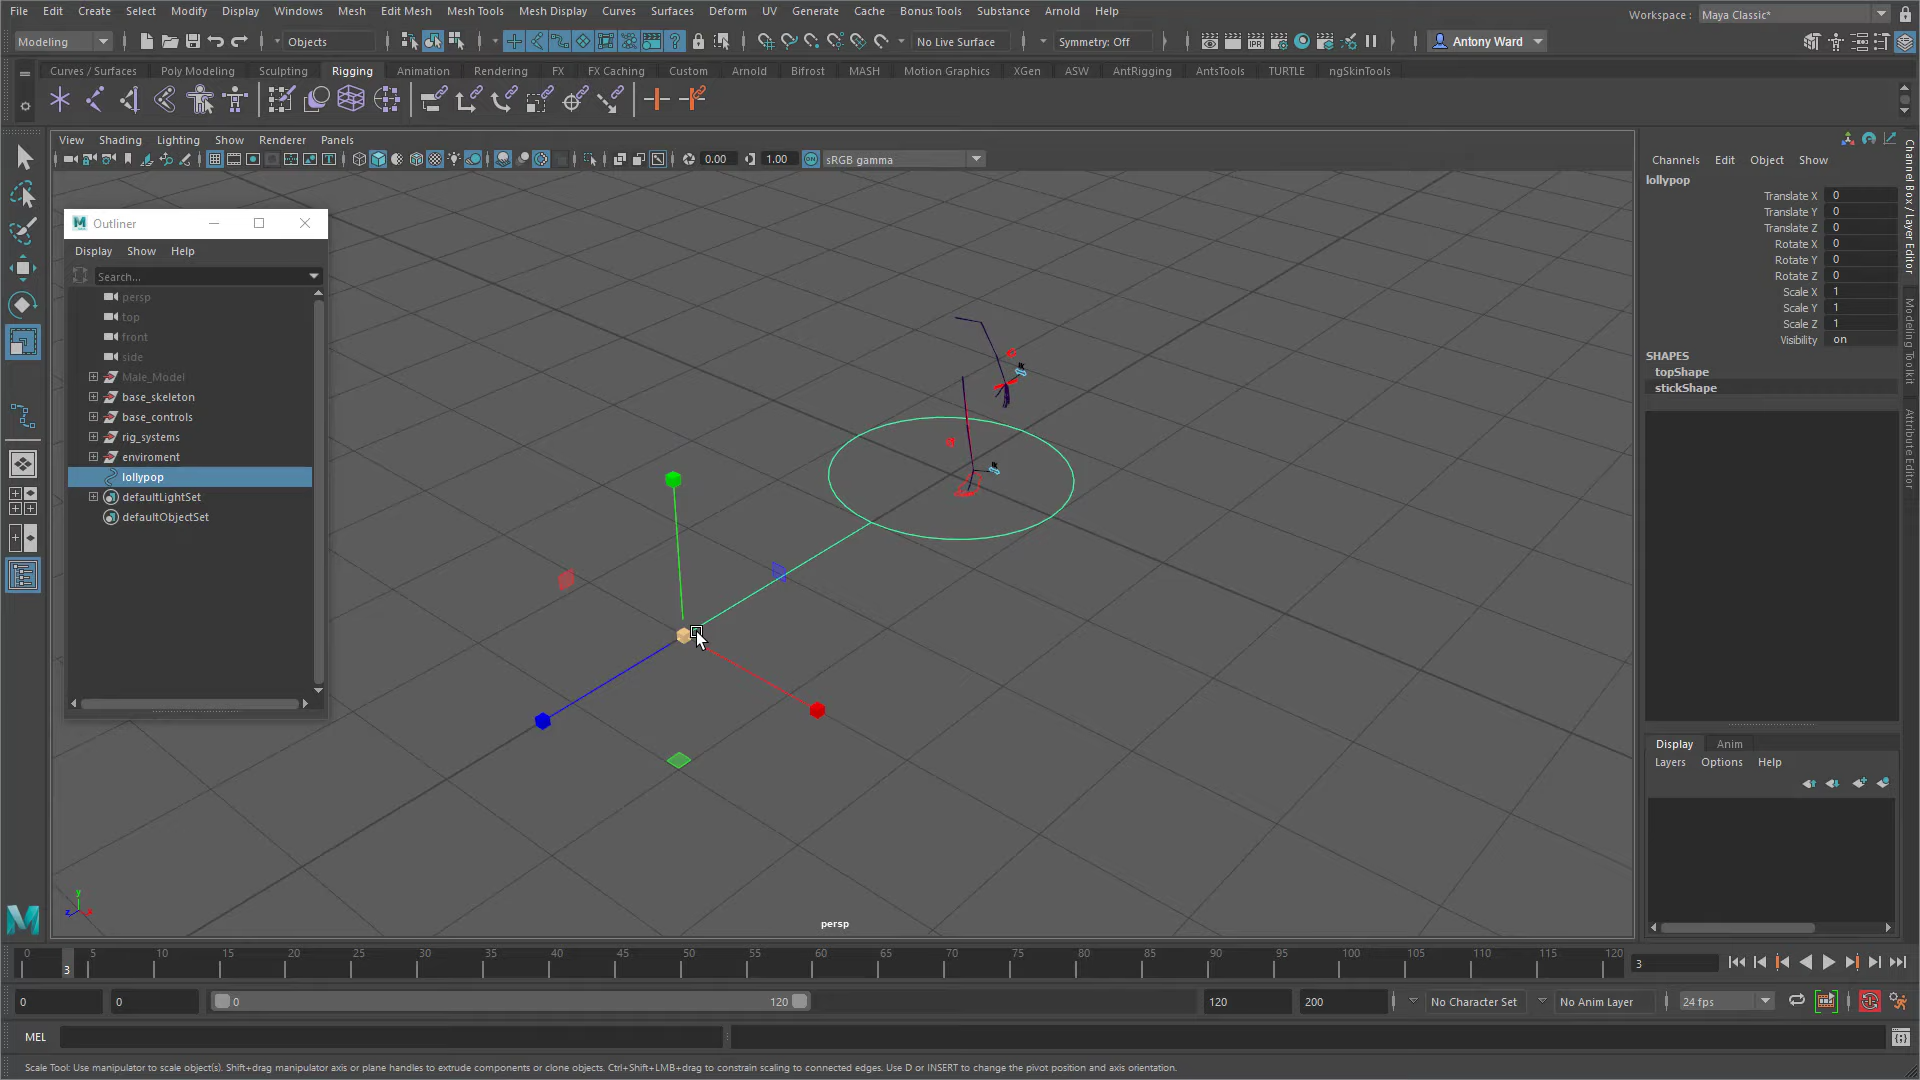 File Edit Create Select Modify Display Windows Mesh Edit Mesh Mesh Tools Mesh Display Curves Surfaces Deform UV Generate Cache Bonus Tools Substance Arnold Help
Workspace : Maya Classic*
Modeling Objects No Live Surface Symmetry: Off Antony Ward
Curves / Surfaces Poly Modeling Sculpting Rigging Animation Rendering FX FX Caching Custom Arnold Bifrost MASH Motion Graphics XGen ASW AntRigging AntsTools TURTLE ngSkinTools
View Shading Lighting Show Renderer Panels
0.00 1.00 sRGB gamma
Outliner
Display Show Help
Search...
persp
top
front
side
Male_Model
base_skeleton
base_controls
rig_systems
enviroment
lollypop
defaultLightSet
defaultObjectSet
persp
Channels Edit Object Show
lollypop
Translate X 0
Translate Y 0
Translate Z 0
Rotate X 0
Rotate Y 0
Rotate Z 0
Scale X 1
Scale Y 1
Scale Z 1
Visibility on
SHAPES
topShape
stickShape
Channel Box / Layer Editor
Modeling Toolkit
Attribute Editor
Display Anim
Layers Options Help
0 5 10 15 20 25 30 35 40 45 50 55 60 65 70 75 80 85 90 95 100 105 110 115 120
3
3
0 0 0 120 120 200 No Character Set No Anim Layer 24 fps
MEL
Scale Tool: Use manipulator to scale object(s). Shift+drag manipulator axis or plane handles to extrude components or clone objects. Ctrl+Shift+LMB+drag to constrain scaling to connected edges. Use D or INSERT to change the pivot position and axis orientation.